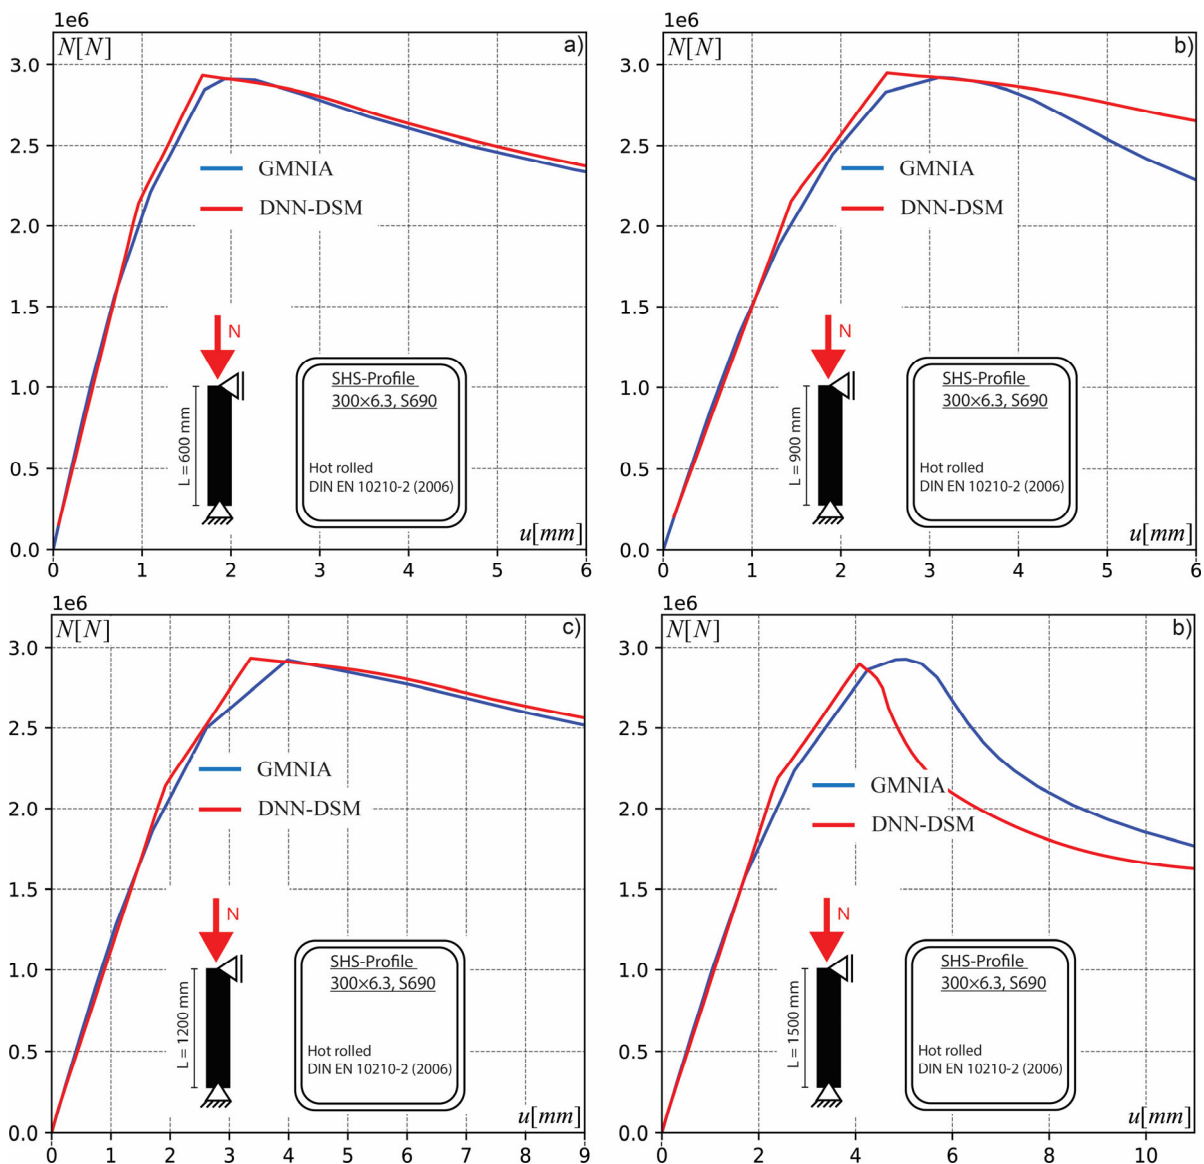 1e6
N[N]
a)
3.0
2.5
2.0
1.5
1.0
0.5
0.0
GMNIA
DNN-DSM
N
L = 600 mm
SHS-Profile
300×6.3, S690
Hot rolled
DIN EN 10210-2 (2006)
u[mm]
0 1 2 3 4 5 6
1e6
N[N]
b)
3.0
2.5
2.0
1.5
1.0
0.5
0.0
GMNIA
DNN-DSM
N
L = 900 mm
SHS-Profile
300×6.3, S690
Hot rolled
DIN EN 10210-2 (2006)
u[mm]
0 1 2 3 4 5 6
1e6
N[N]
c)
3.0
2.5
2.0
1.5
1.0
0.5
0.0
GMNIA
DNN-DSM
N
L = 1200 mm
SHS-Profile
300×6.3, S690
Hot rolled
DIN EN 10210-2 (2006)
u[mm]
0 1 2 3 4 5 6 7 8 9
1e6
N[N]
b)
3.0
2.5
2.0
1.5
1.0
0.5
0.0
GMNIA
DNN-DSM
N
L = 1500 mm
SHS-Profile
300×6.3, S690
Hot rolled
DIN EN 10210-2 (2006)
u[mm]
0 2 4 6 8 10